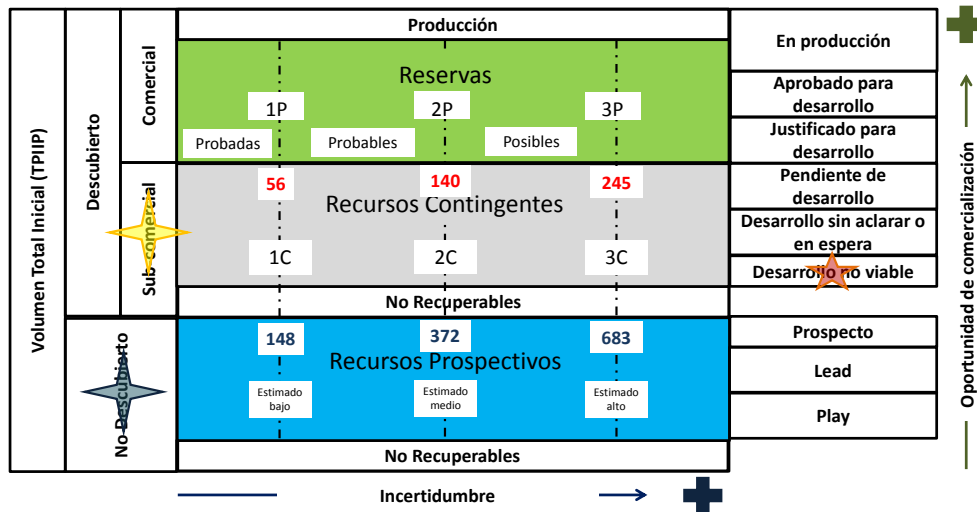 Volumen Total Inicial (TPIIP)
Descubierto
No-Descubierto
Comercial
Sub-comercial
Producción
Reservas
1P
2P
3P
Probadas
Probables
Posibles
56
140
245
Recursos Contingentes
1C
2C
3C
No Recuperables
148
372
683
Recursos Prospectivos
Estimado
bajo
Estimado
medio
Estimado
alto
No Recuperables
En producción
Aprobado para
desarrollo
Justificado para
desarrollo
Pendiente de
desarrollo
Desarrollo sin aclarar o
en espera
Desarrollo no viable
Prospecto
Lead
Play
Oportunidad de comercialización
Incertidumbre